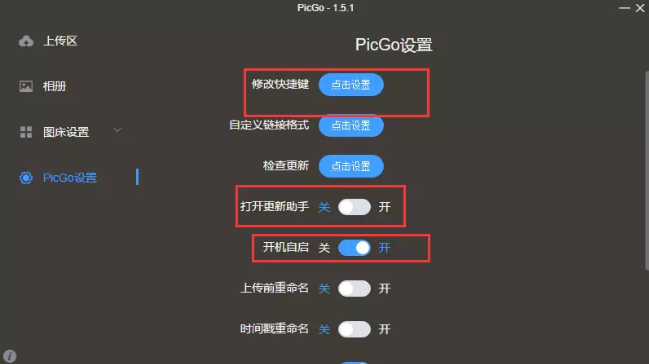 PicGo - 1.5.1
上传区
相册
图床设置
PicGo设置
PicGo设置
修改快捷键 点击设置
自定义链接格式 点击设置
检查更新 点击设置
打开更新助手 关 开
开机自启 关 开
上传前重命名 关 开
时间戳重命名 关 开